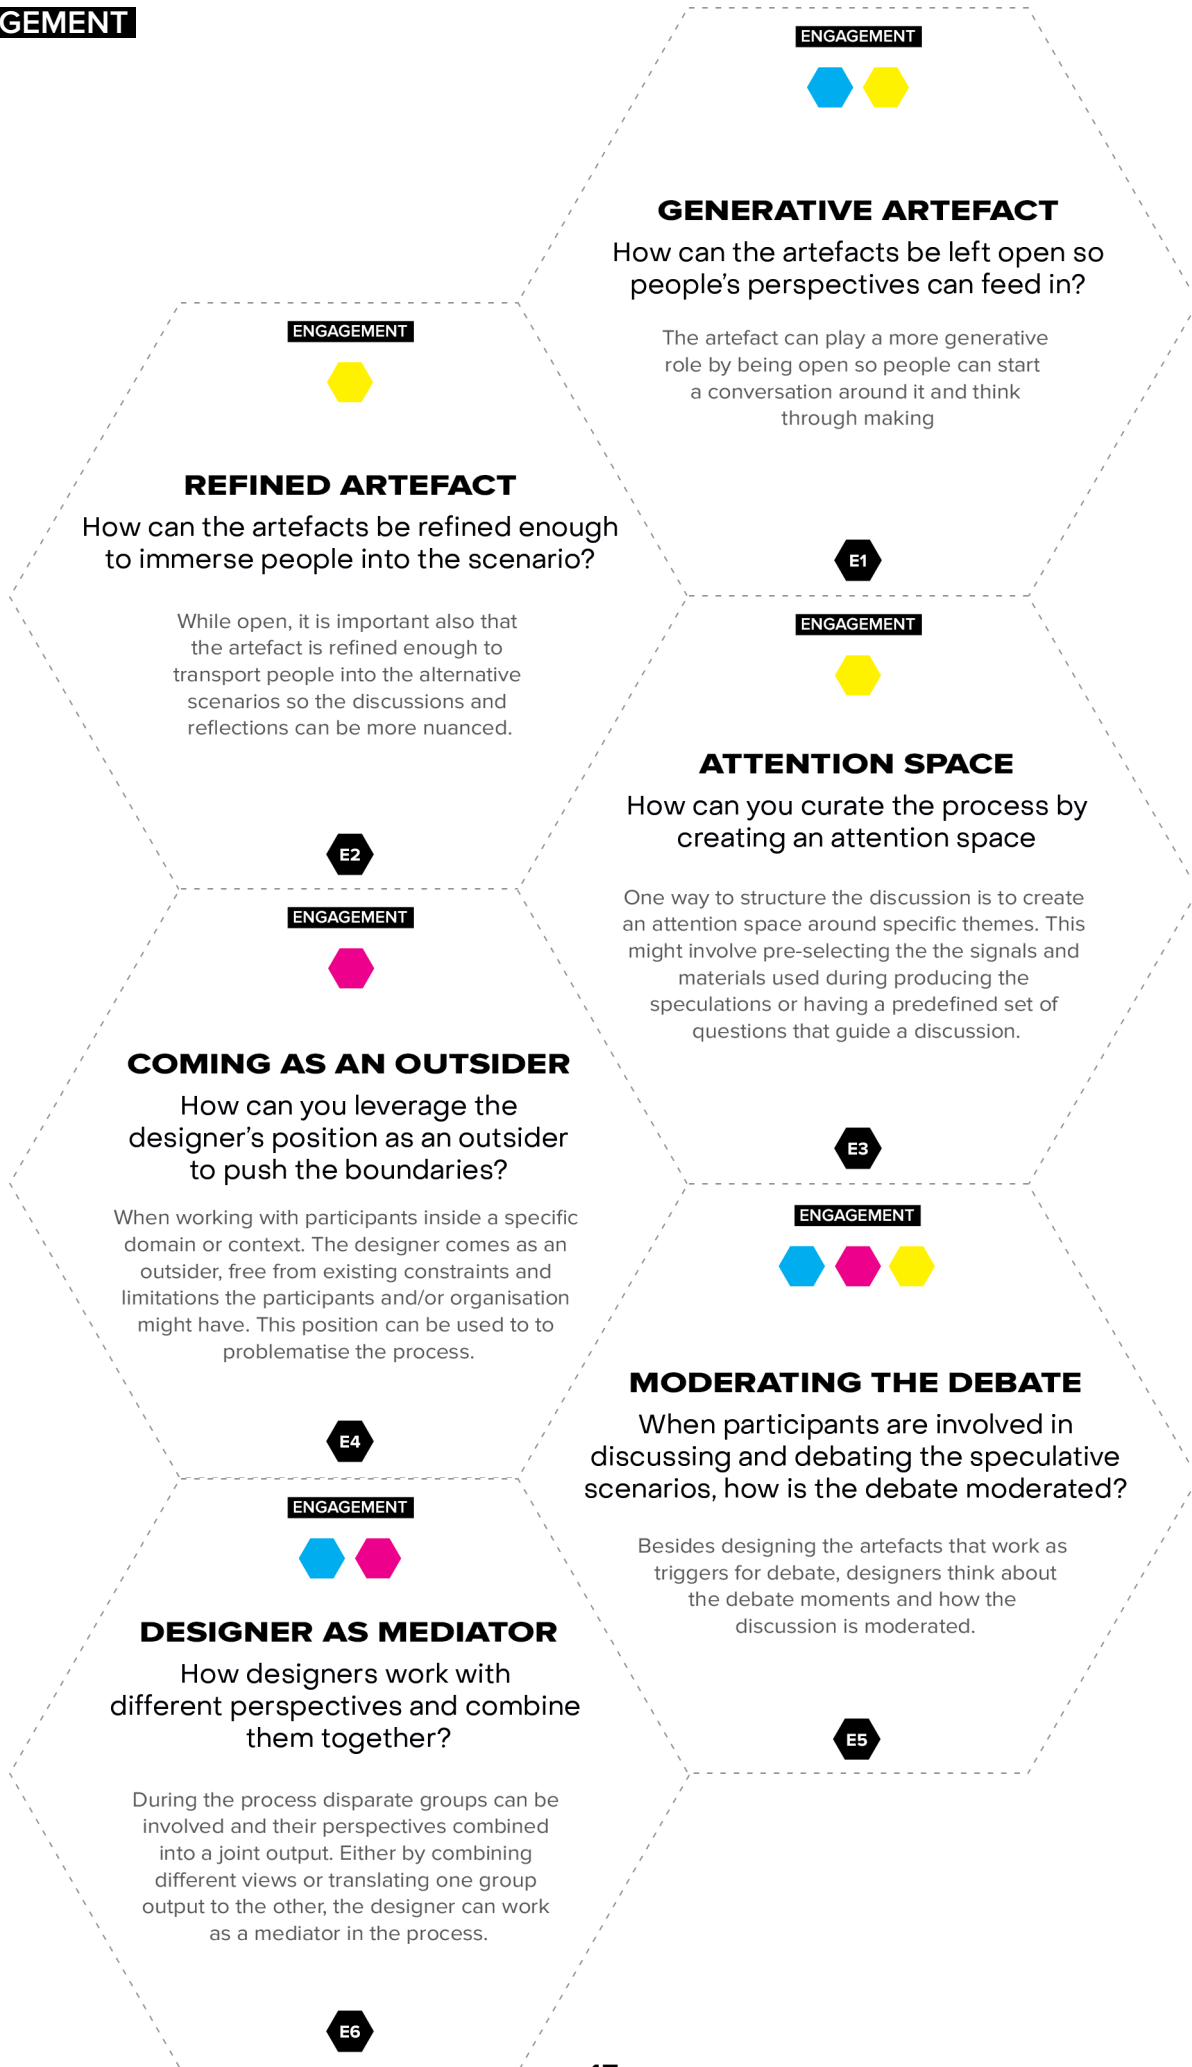 GEMENT
ENGAGEMENT
GENERATIVE ARTEFACT
How can the artefacts be left open so
people's perspectives can feed in?
The artefact can play a more generative
role by being open so people can start
a conversation around it and think
through making
E1
ENGAGEMENT
REFINED ARTEFACT
How can the artefacts be refined enough
to immerse people into the scenario?
While open, it is important also that
the artefact is refined enough to
transport people into the alternative
scenarios so the discussions and
reflections can be more nuanced.
E2
ENGAGEMENT
ATTENTION SPACE
How can you curate the process by
creating an attention space
One way to structure the discussion is to create
an attention space around specific themes. This
might involve pre-selecting the the signals and
materials used during producing the
speculations or having a predefined set of
questions that guide a discussion.
E3
ENGAGEMENT
COMING AS AN OUTSIDER
How can you leverage the
designer's position as an outsider
to push the boundaries?
When working with participants inside a specific
domain or context. The designer comes as an
outsider, free from existing constraints and
limitations the participants and/or organisation
might have. This position can be used to to
problematise the process.
E4
ENGAGEMENT
MODERATING THE DEBATE
When participants are involved in
discussing and debating the speculative
scenarios, how is the debate moderated?
Besides designing the artefacts that work as
triggers for debate, designers think about
the debate moments and how the
discussion is moderated.
E5
ENGAGEMENT
DESIGNER AS MEDIATOR
How designers work with
different perspectives and combine
them together?
During the process disparate groups can be
involved and their perspectives combined
into a joint output. Either by combining
different views or translating one group
output to the other, the designer can work
as a mediator in the process.
E6